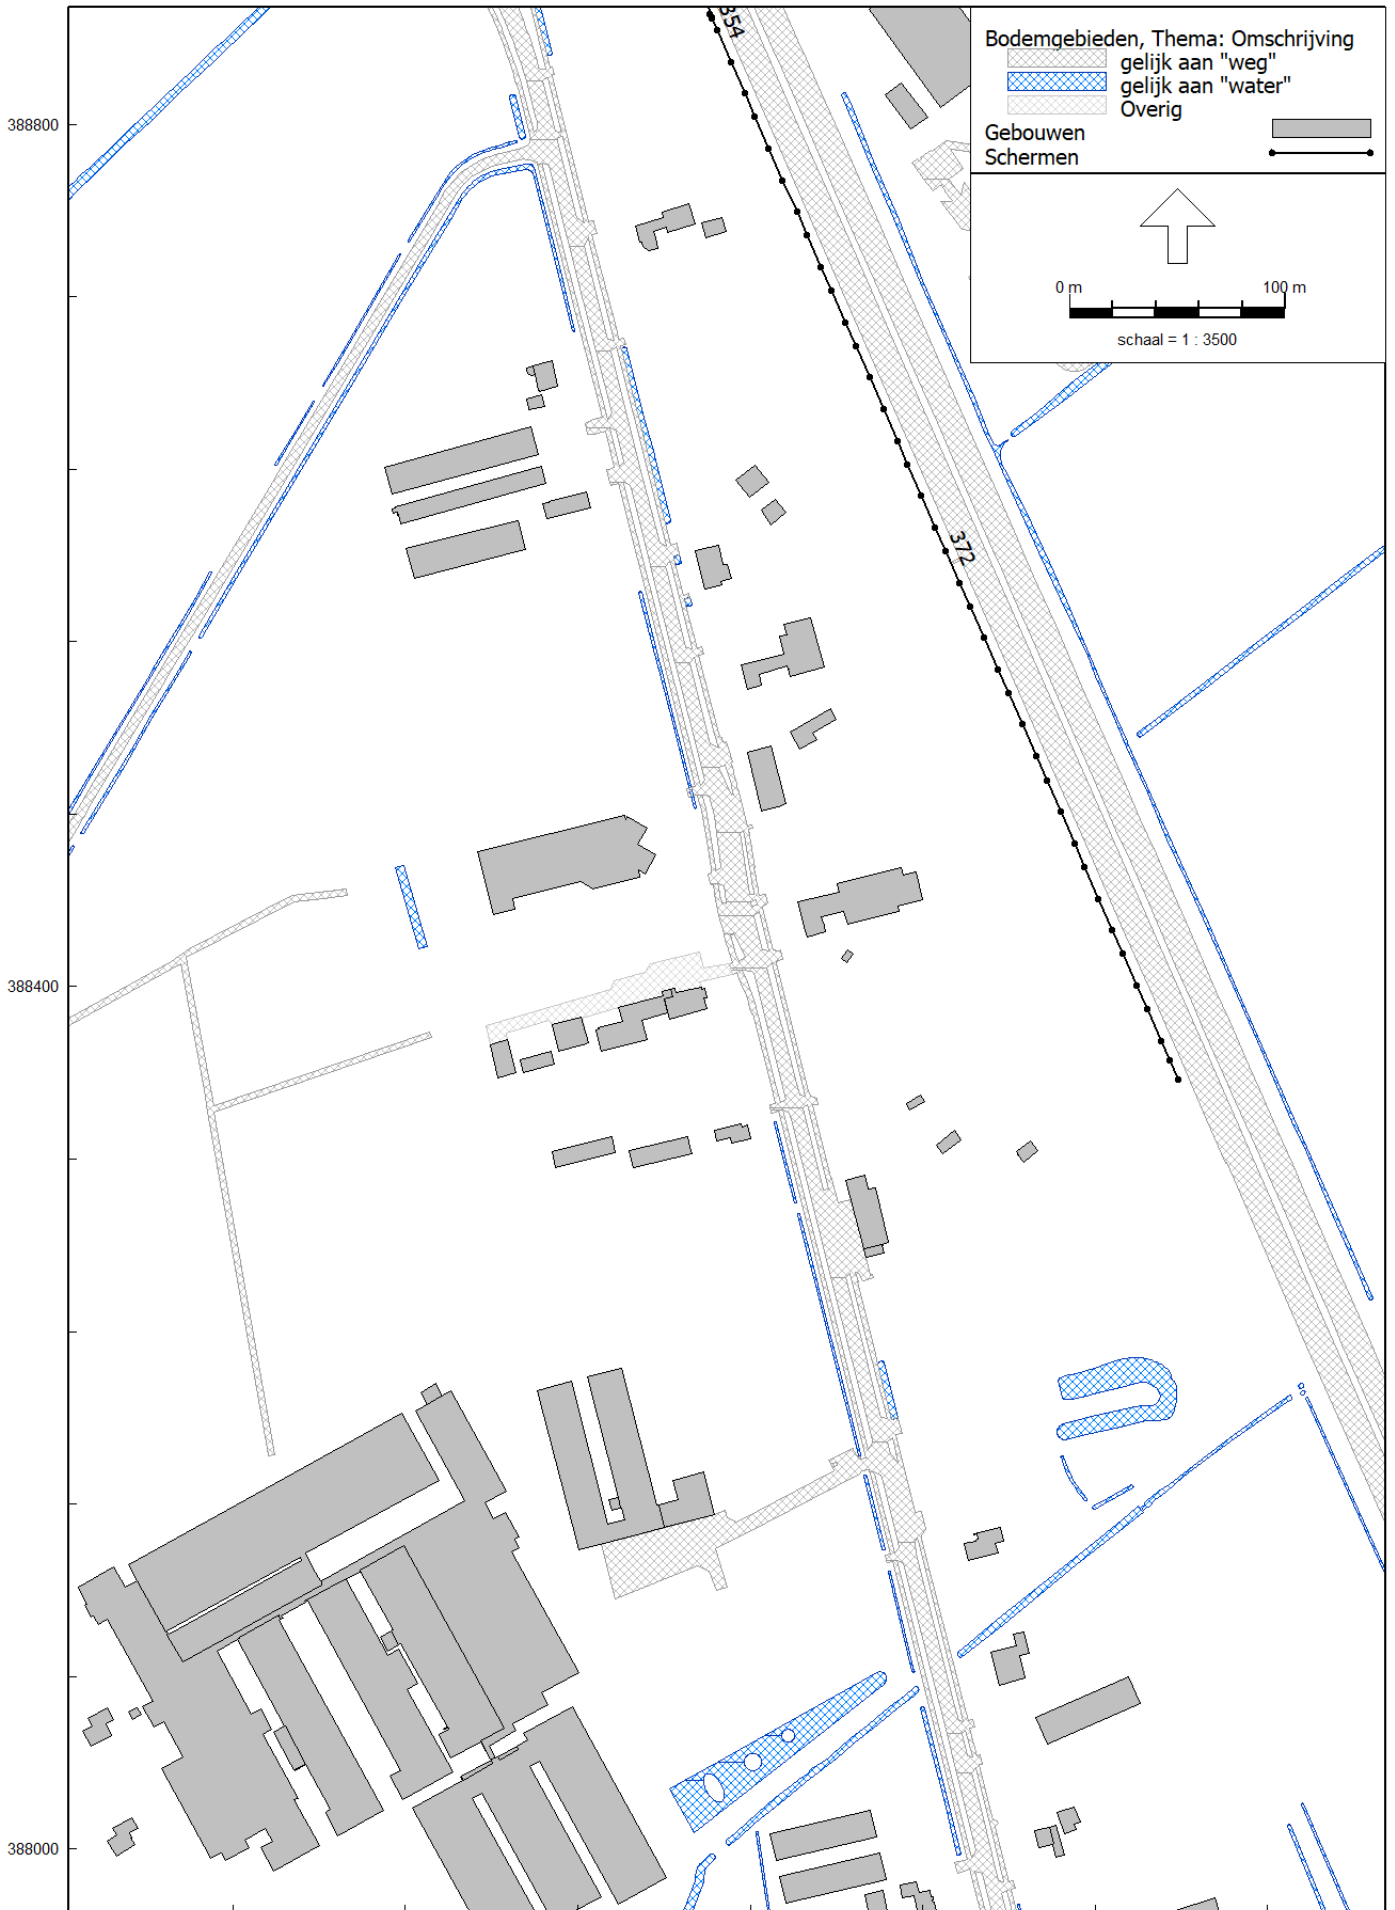 354
Bodemgebieden, Thema: Omschrijving
gelijk aan "weg"
gelijk aan "water"
Overig
Gebouwen
Schermen
388800
0 m 100 m
schaal = 1 : 3500
372
388400
388000